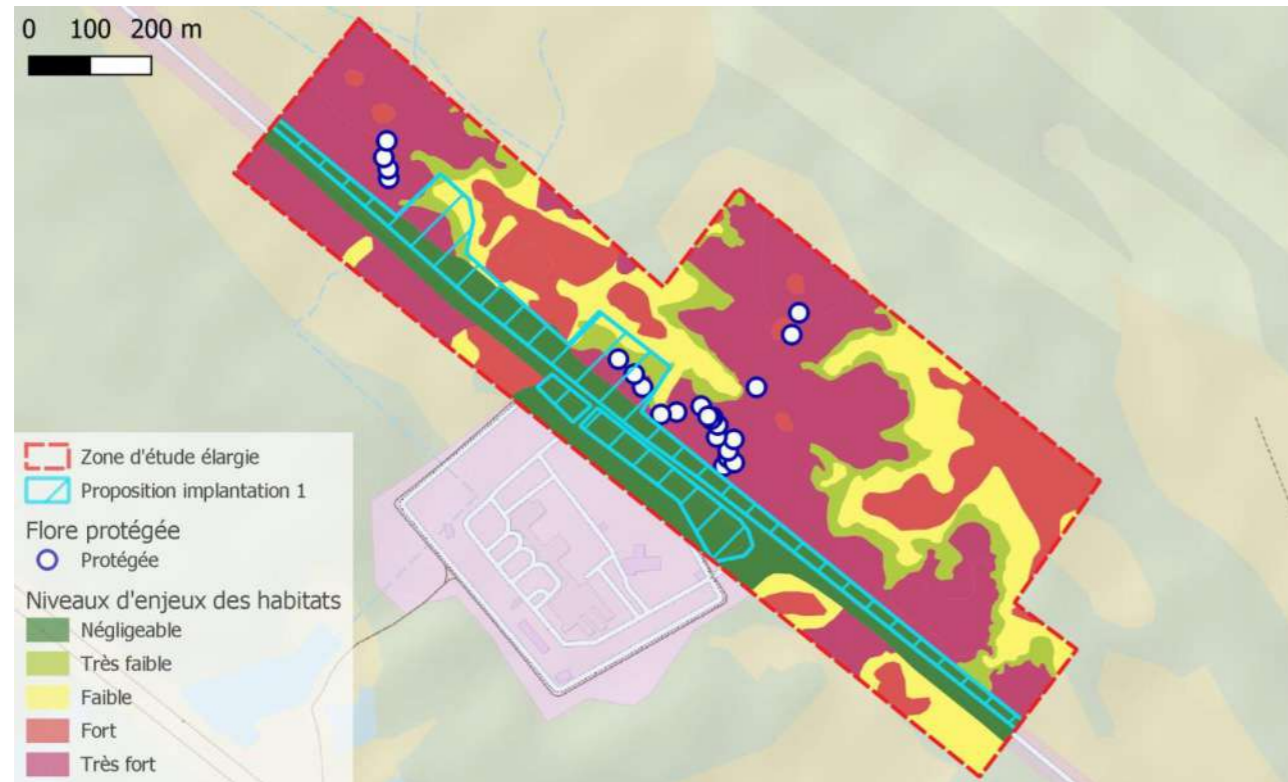 0 100 200 m
Zone d'étude élargie
Proposition implantation 1
Flore protégée
Protégée
Niveaux d'enjeux des habitats
Négligeable
Très faible
Faible
Fort
Très fort